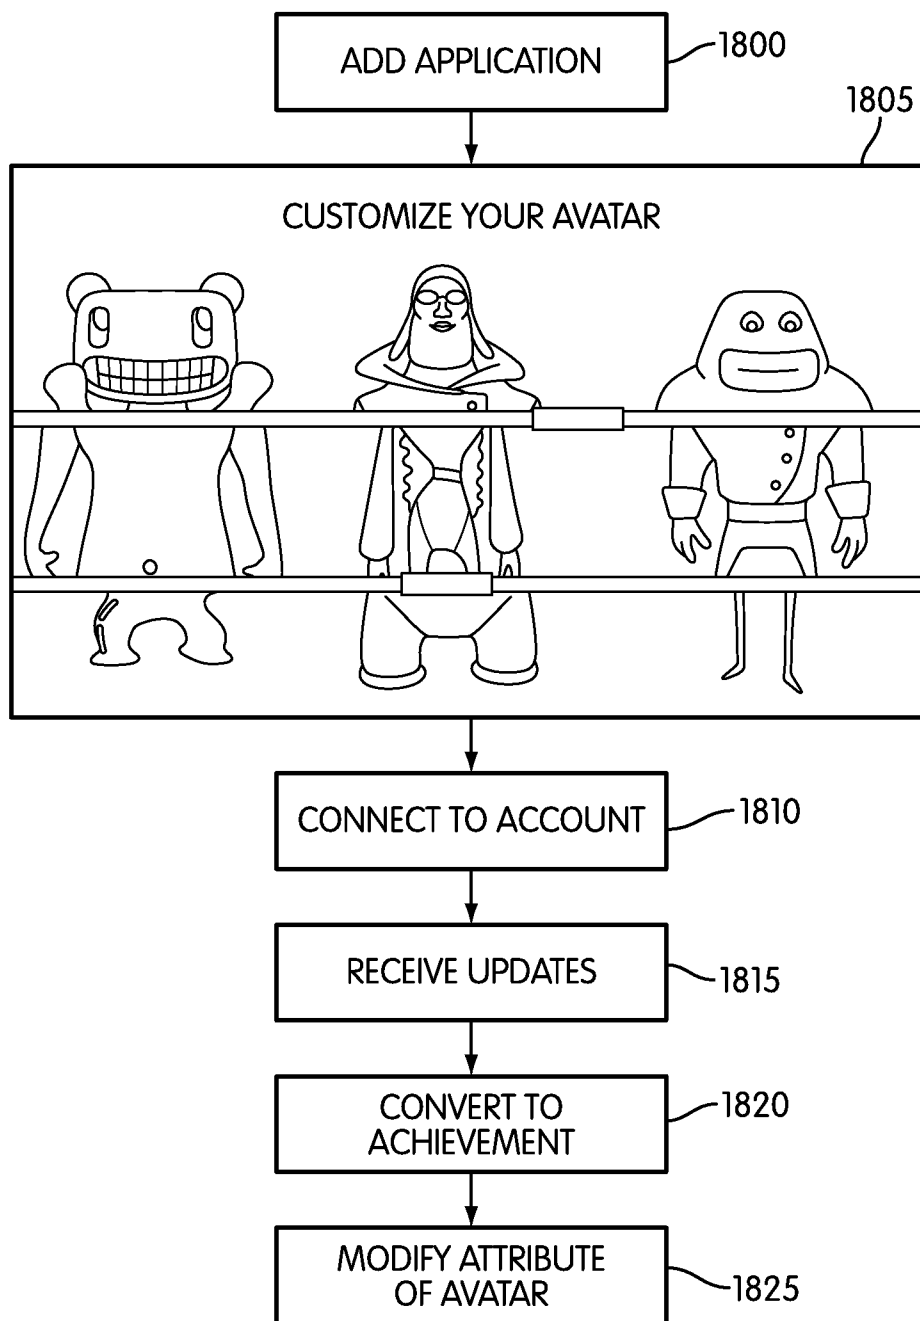 ADD APPLICATION
1800
1805
CUSTOMIZE YOUR AVATAR
CONNECT TO ACCOUNT
1810
RECEIVE UPDATES
1815
CONVERT TO
ACHIEVEMENT
1820
MODIFY ATTRIBUTE
OF AVATAR
1825